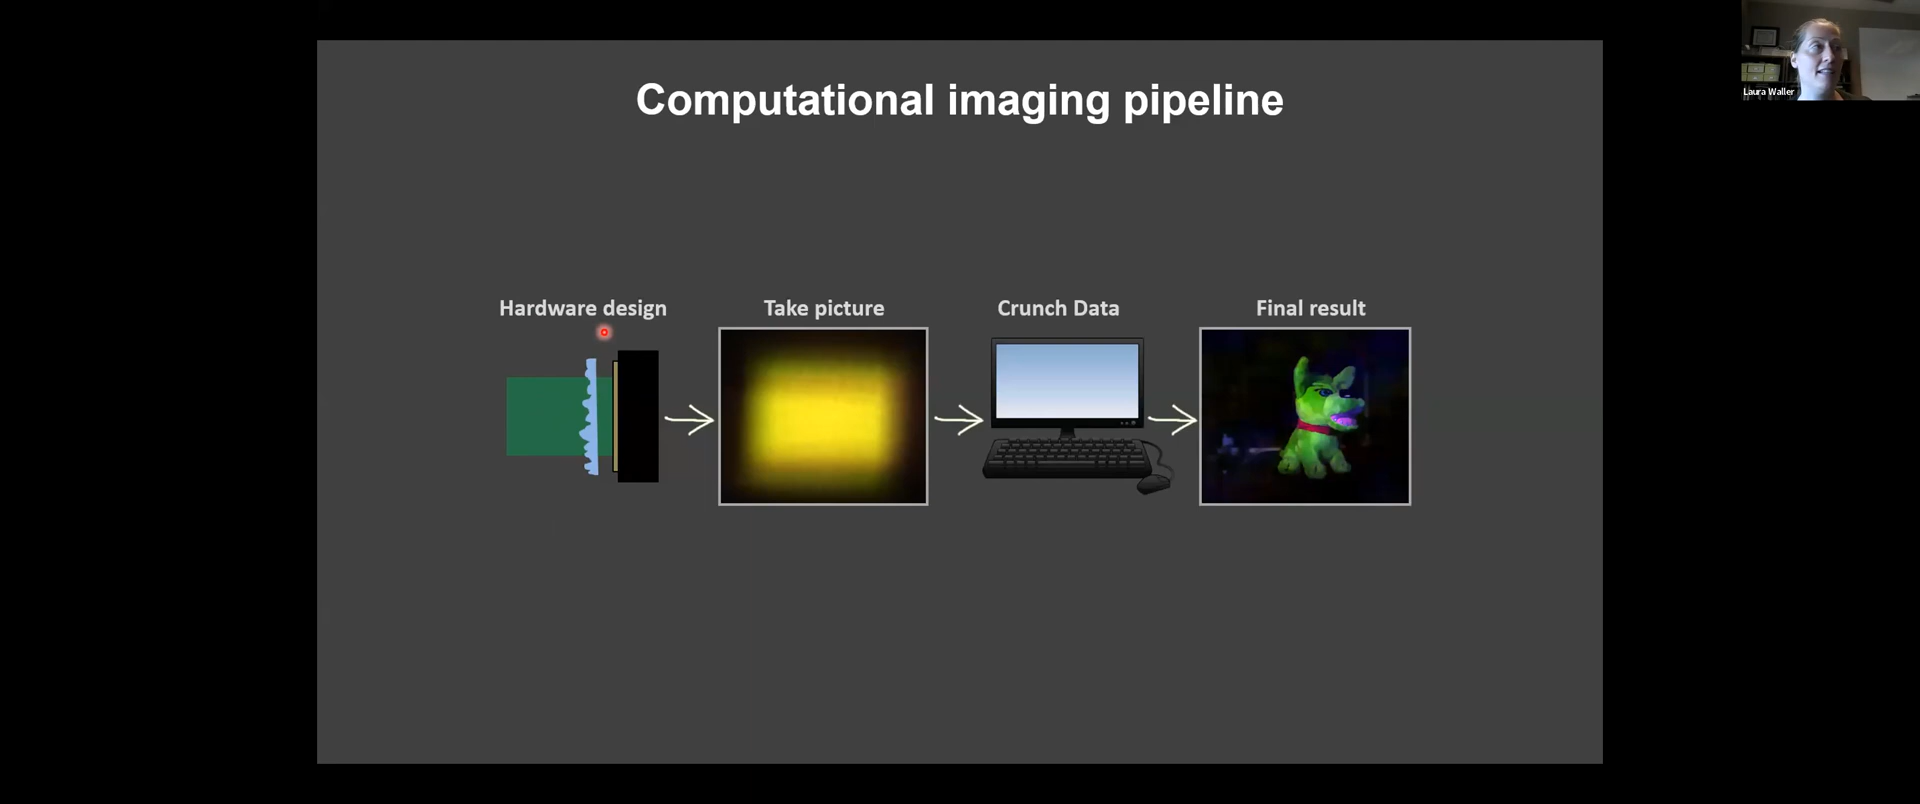 Computational imaging pipeline
Laura Waller
Hardware design
Take picture
Crunch Data
Final result